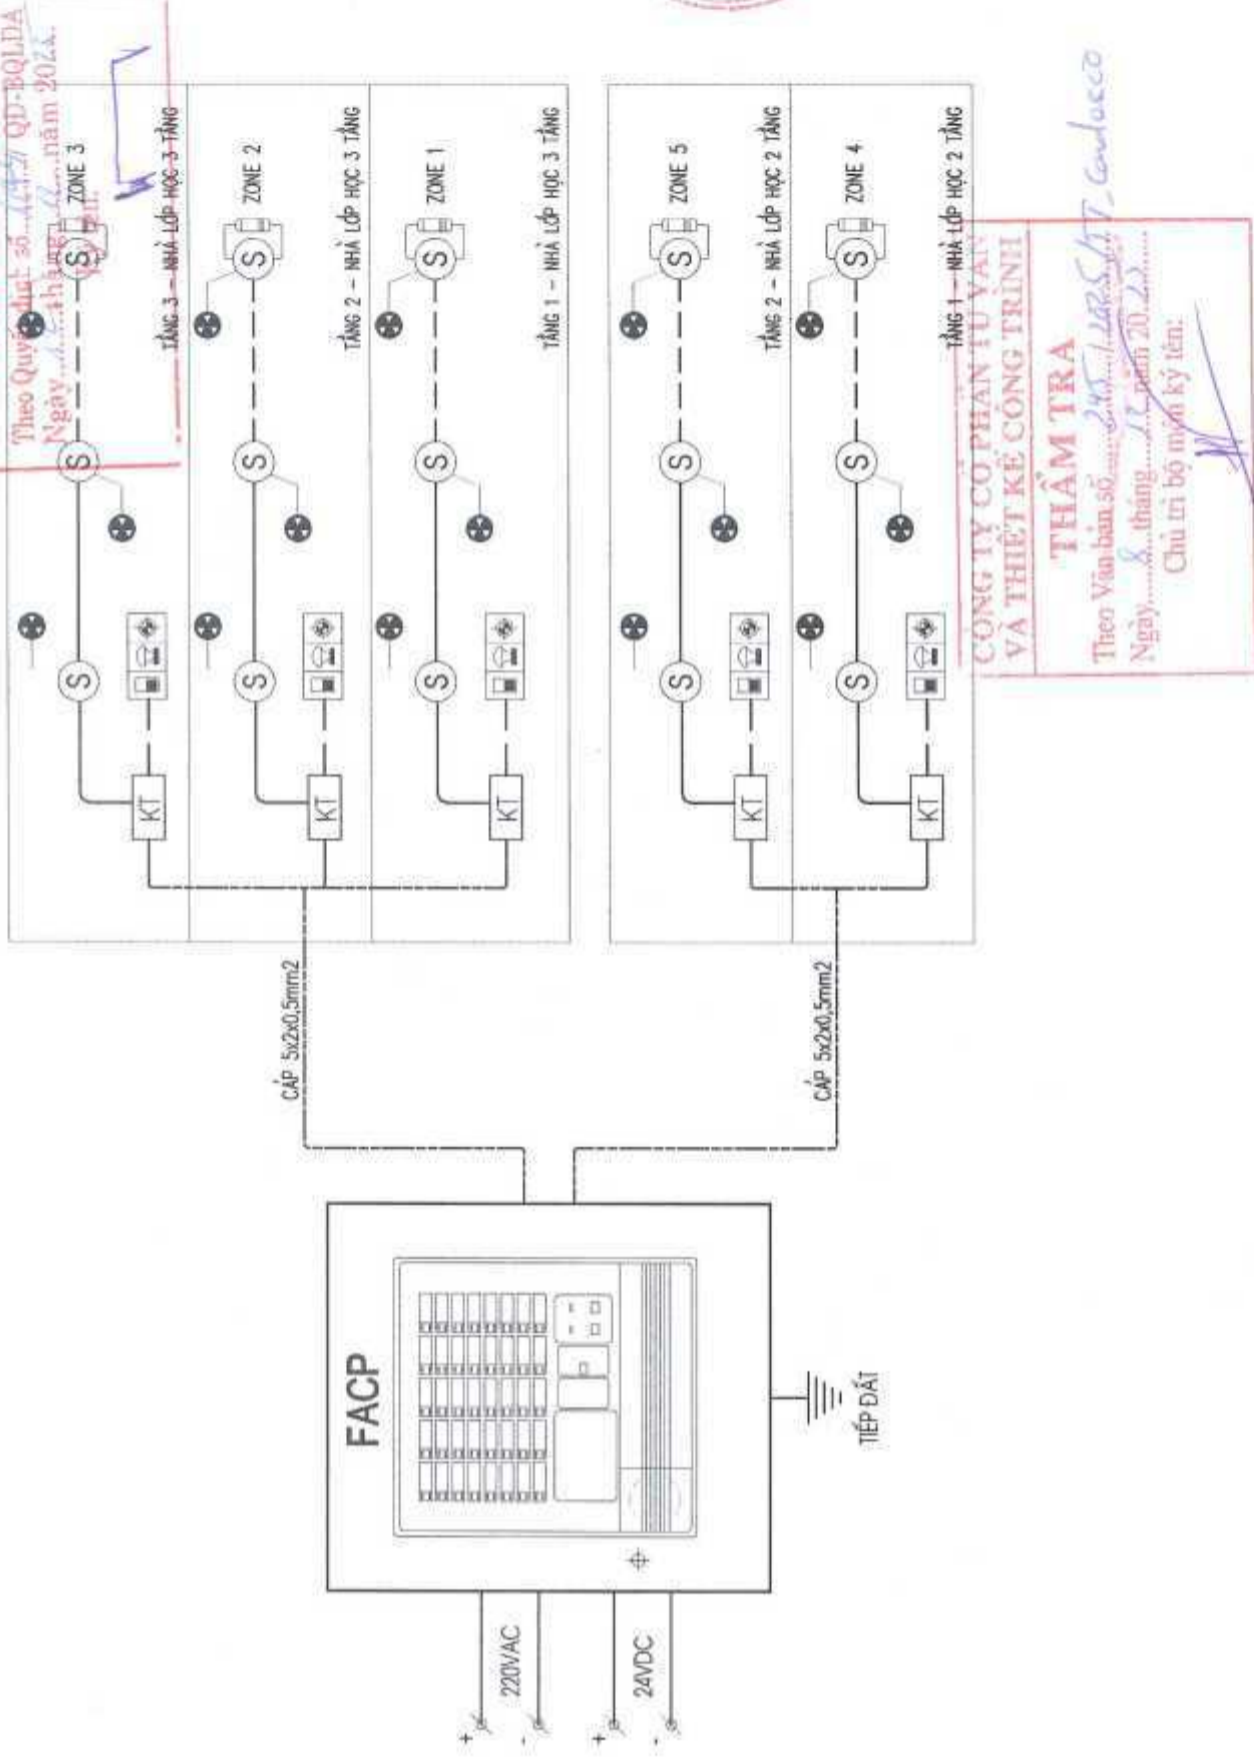 Theo Quyết định số QD-BQLDA
Ngày tháng 12 năm 202
ZONE 3
TẦNG 3 - NHÀ LỚP HỌC 3 TẦNG
S S S
KT
ZONE 2
TẦNG 2 - NHÀ LỚP HỌC 3 TẦNG
S S S
KT
ZONE 1
TẦNG 1 - NHÀ LỚP HỌC 3 TẦNG
S S S
KT
ZONE 5
TẦNG 2 - NHÀ LỚP HỌC 2 TẦNG
S S S
KT
ZONE 4
TẦNG 1 - NHÀ LỚP HỌC 2 TẦNG
S S S
KT
CÁP 5x2x0,5mm2
CÁP 5x2x0,5mm2
FACP
+
220VAC
-
+
24VDC
-
TIẾP ĐẤT
CÔNG TY CỔ PHẦN TƯ VẤN
VÀ THIẾT KẾ CÔNG TRÌNH
THẨM TRA
Theo Văn bản số 245
Ngày 8 tháng 12 năm 20
Chủ trì bộ môn ký tên: